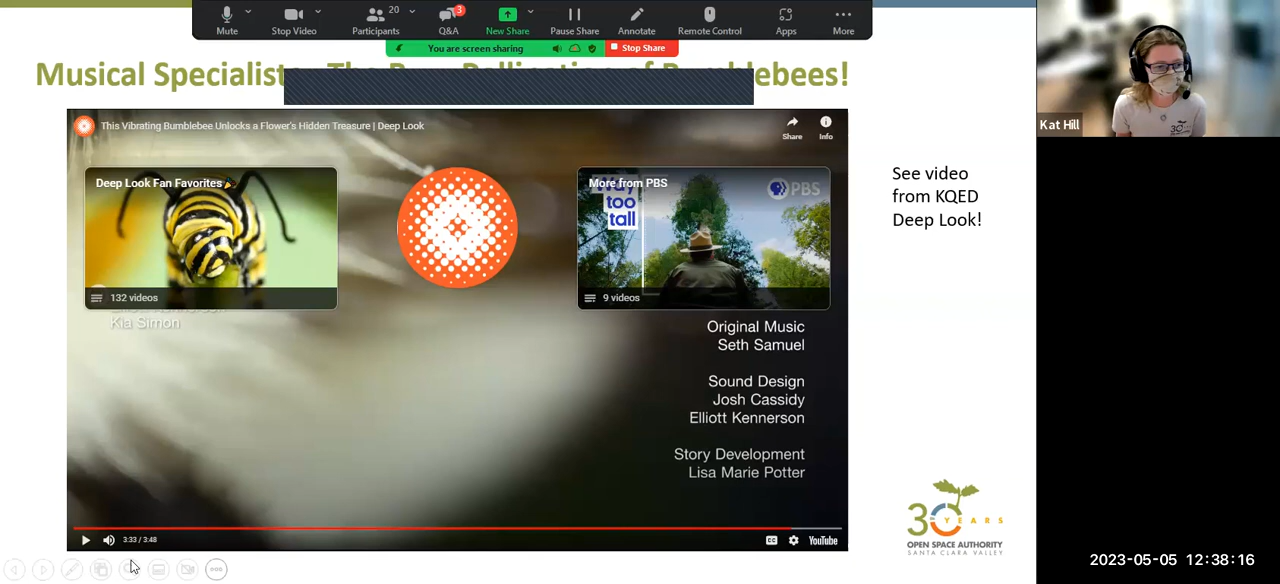 20
3
Mute
Stop Video
Participants
Q&A
New Share
Pause Share
Annotate
Remote Control
Apps
More
You are screen sharing
Stop Share
Musical Specialists
bees!
This Vibrating Bumblebee Unlocks a Flower's Hidden Treasure | Deep Look
Share
Info
Deep Look Fan Favorites
132 videos
Kia Simon
More from PBS
PBS
too
tall
9 videos
Original Music
Seth Samuel
Sound Design
Josh Cassidy
Elliott Kennerson
Story Development
Lisa Marie Potter
3:33 / 3:48
CC
YouTube
See video
from KQED
Deep Look!
30
YEARS
OPEN SPACE AUTHORITY
SANTA CLARA VALLEY
Kat Hill
30
2023-05-05 12:38:16